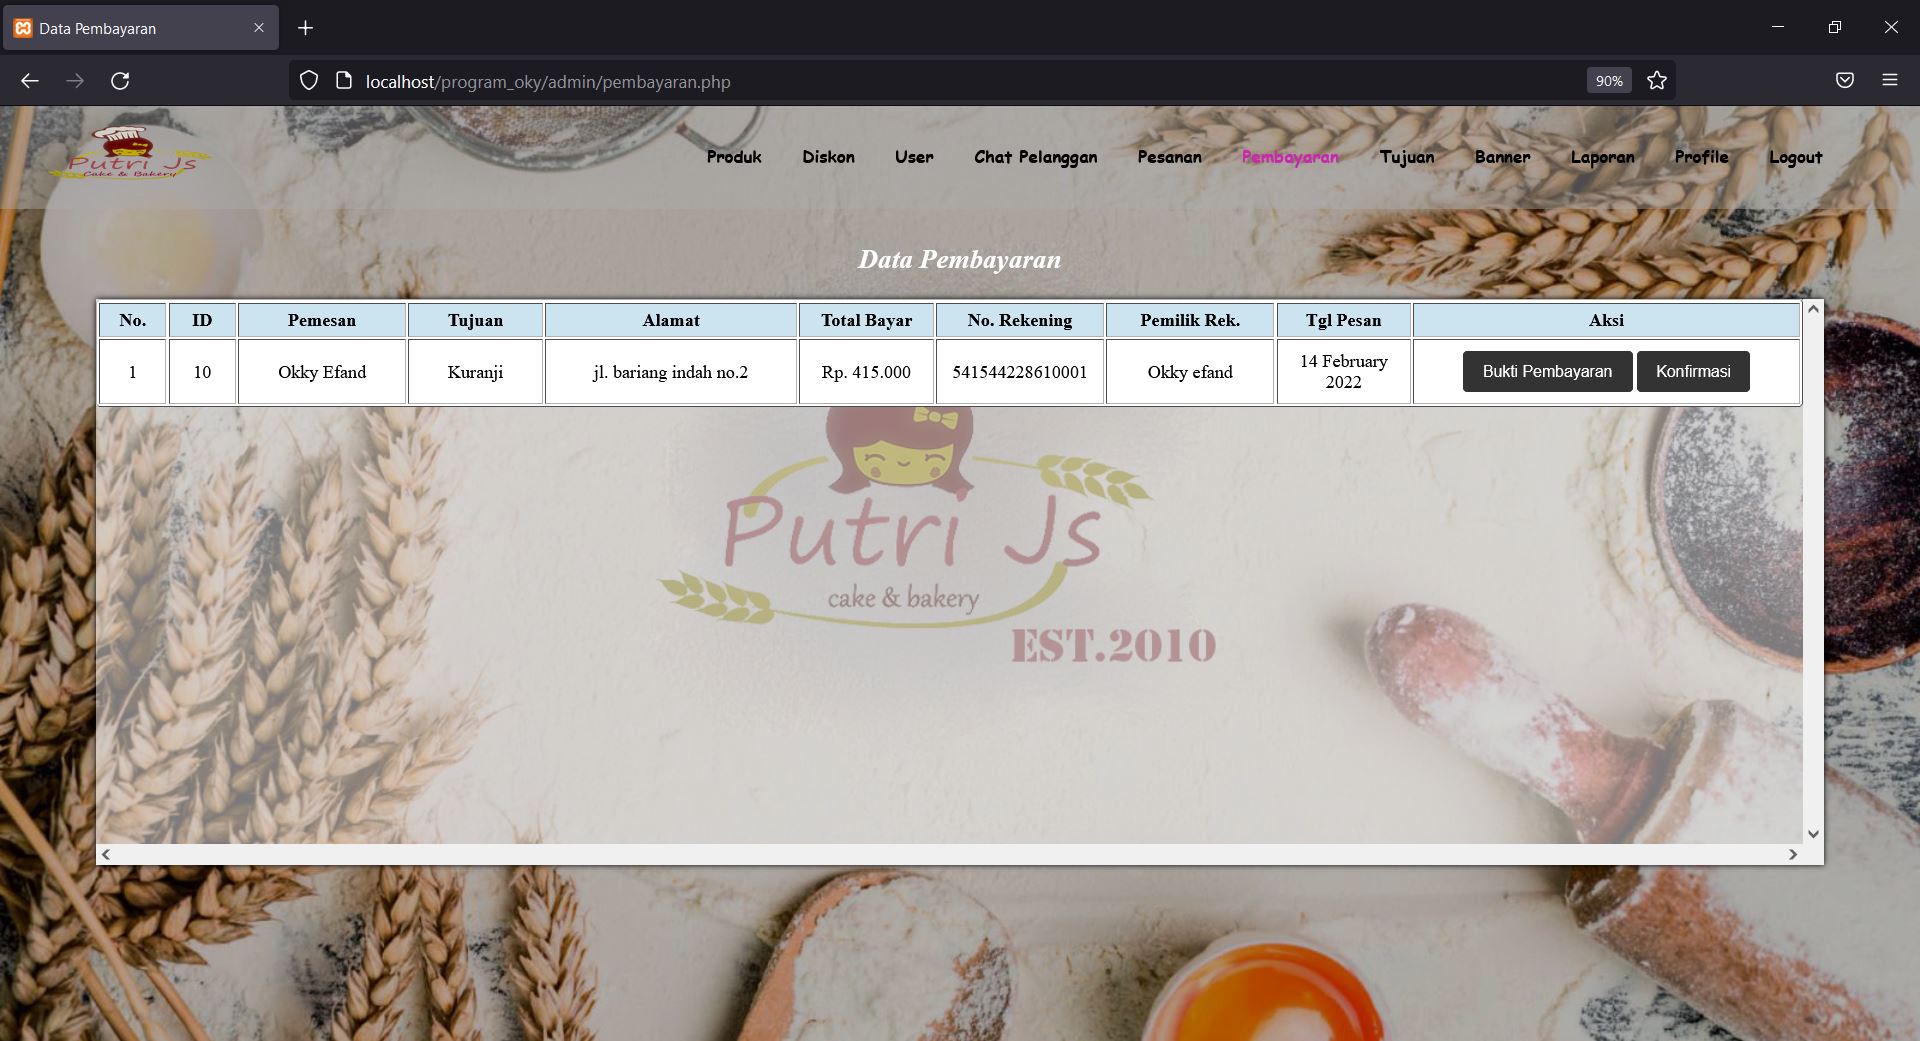 Data Pembayaran
localhost/program_oky/admin/pembayaran.php
90%
Putri Js
Cake & Bakery
Produk Diskon User Chat Pelanggan Pesanan Pembayaran Tujuan Banner Laporan Profile Logout
Data Pembayaran
No. ID Pemesan Tujuan Alamat Total Bayar No. Rekening Pemilik Rek. Tgl Pesan Aksi
1 10 Okky Efand Kuranji jl. bariang indah no.2 Rp. 415.000 541544228610001 Okky efand 14 February 2022 Bukti Pembayaran Konfirmasi
Putri Js
cake & bakery
EST.2010